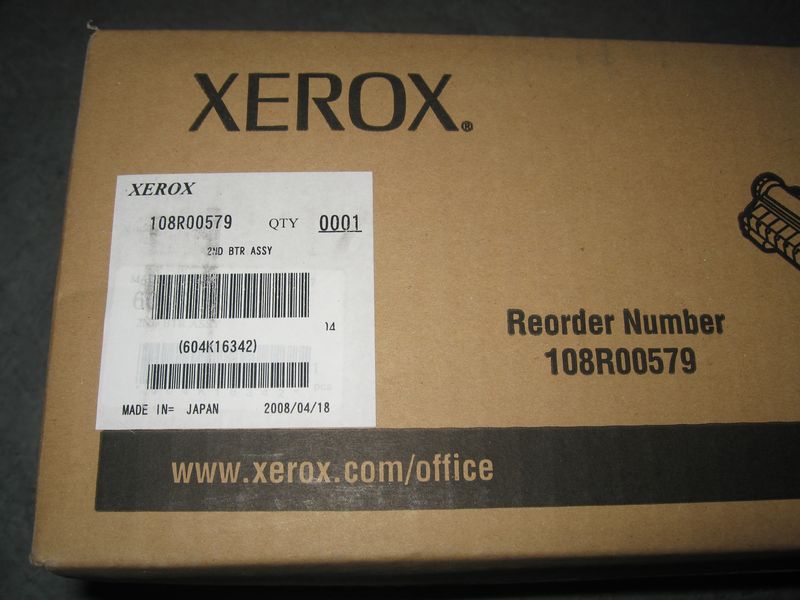 XEROX®
XEROX
108R00579 QTY 0001
2ND BTR ASSY
14
(604K16342)
MADE IN= JAPAN 2008/04/18
Reorder Number
108R00579
www.xerox.com/office